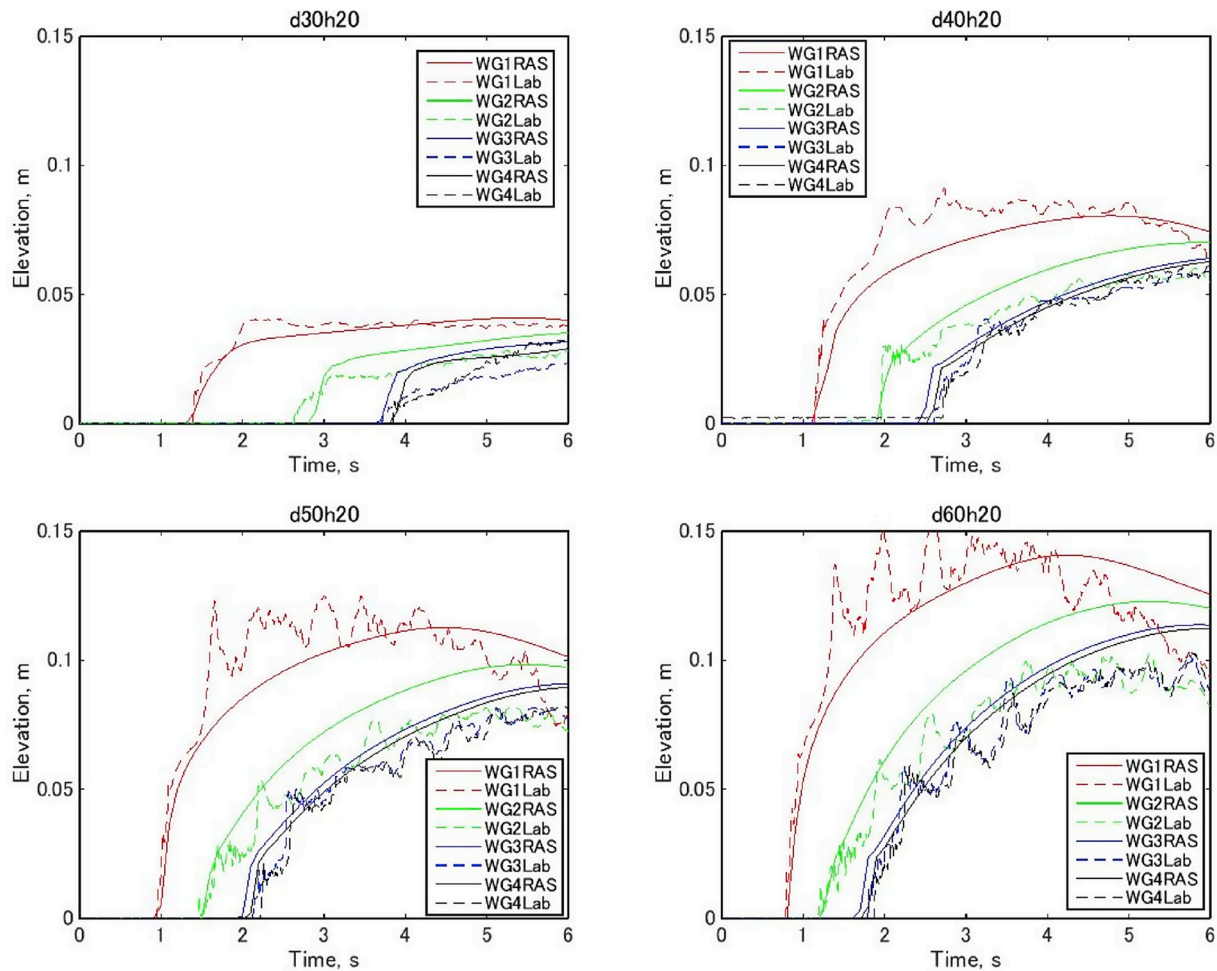 d30h20
0.15
0.1
0.05
0
Elevation, m
WG1RAS
WG1Lab
WG2RAS
WG2Lab
WG3RAS
WG3Lab
WG4RAS
WG4Lab
0 1 2 3 4 5 6
Time, s
d40h20
0.15
0.1
0.05
0
Elevation, m
WG1RAS
WG1Lab
WG2RAS
WG2Lab
WG3RAS
WG3Lab
WG4RAS
WG4Lab
0 1 2 3 4 5 6
Time, s
d50h20
0.15
0.1
0.05
0
Elevation, m
WG1RAS
WG1Lab
WG2RAS
WG2Lab
WG3RAS
WG3Lab
WG4RAS
WG4Lab
0 1 2 3 4 5 6
Time, s
d60h20
0.15
0.1
0.05
0
Elevation, m
WG1RAS
WG1Lab
WG2RAS
WG2Lab
WG3RAS
WG3Lab
WG4RAS
WG4Lab
0 1 2 3 4 5 6
Time, s